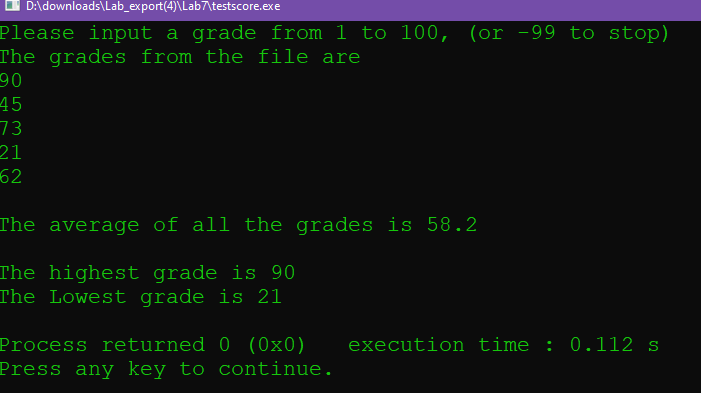 D:\downloads\Lab_export(4)\Lab7\testscore.exe
Please input a grade from 1 to 100, (or -99 to stop)
The grades from the file are
90
45
73
21
62
The average of all the grades is 58.2
The highest grade is 90
The Lowest grade is 21
Process returned 0 (0x0)   execution time : 0.112 s
Press any key to continue.